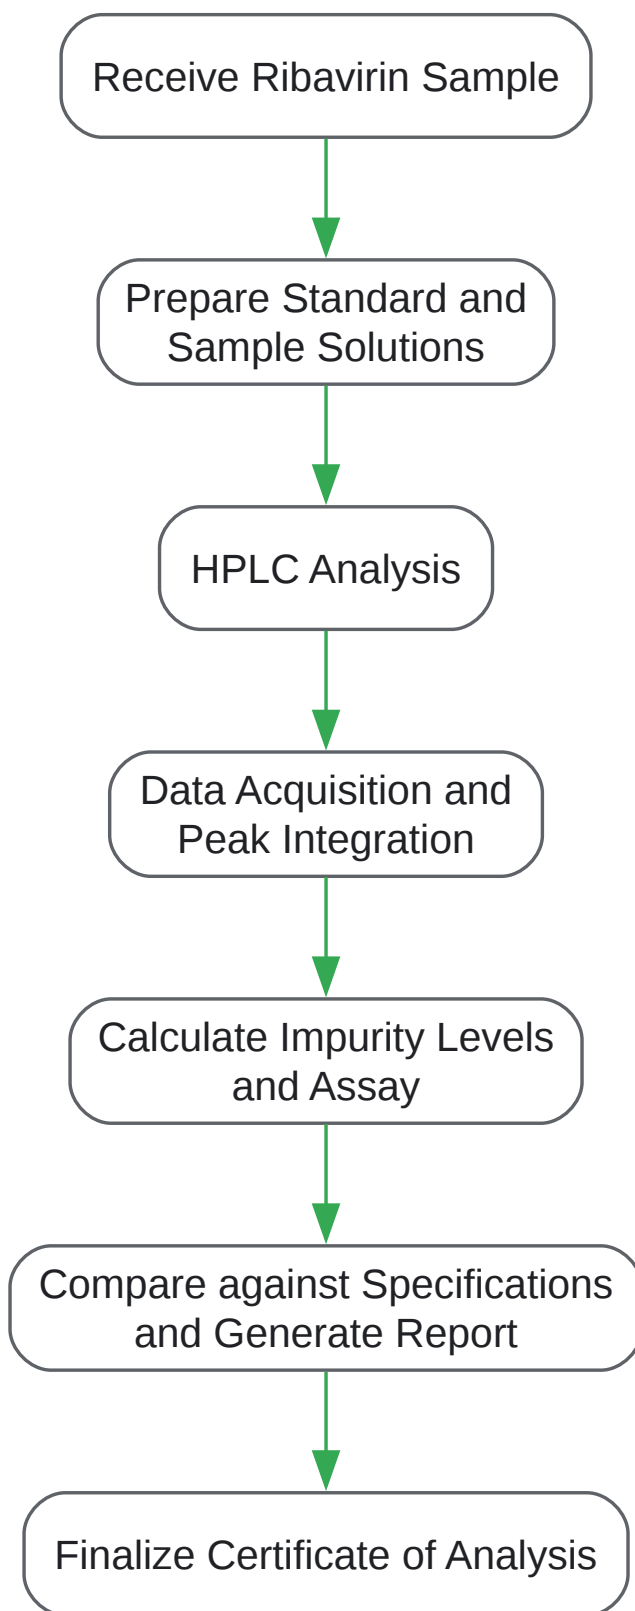 Receive Ribavirin Sample
Prepare Standard and
Sample Solutions
HPLC Analysis
Data Acquisition and
Peak Integration
Calculate Impurity Levels
and Assay
Compare against Specifications
and Generate Report
Finalize Certificate of Analysis